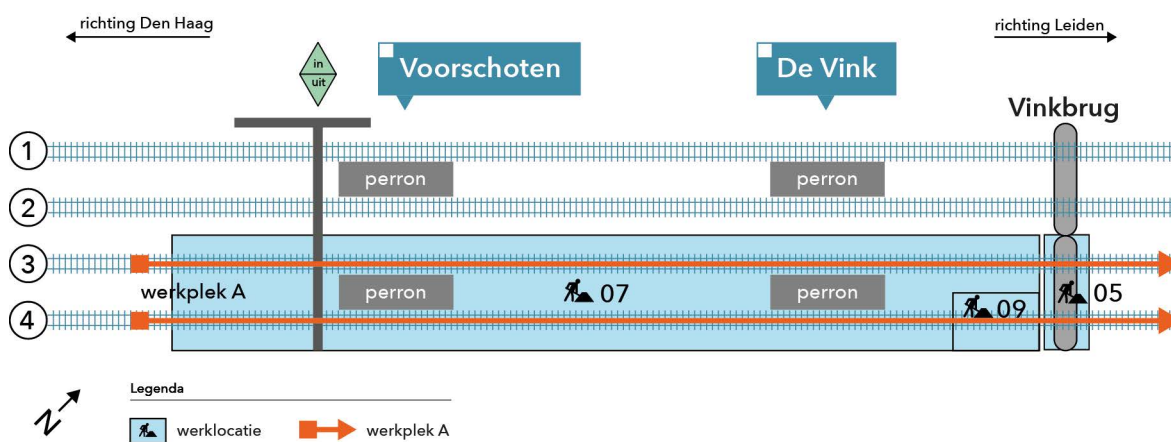 richting Den Haag
richting Leiden
in
uit
Voorschoten
De Vink
Vinkbrug
1
perron
perron
2
3
werkplek A
perron
07
perron
05
09
4
Legenda
N
werklocatie
werkplek A